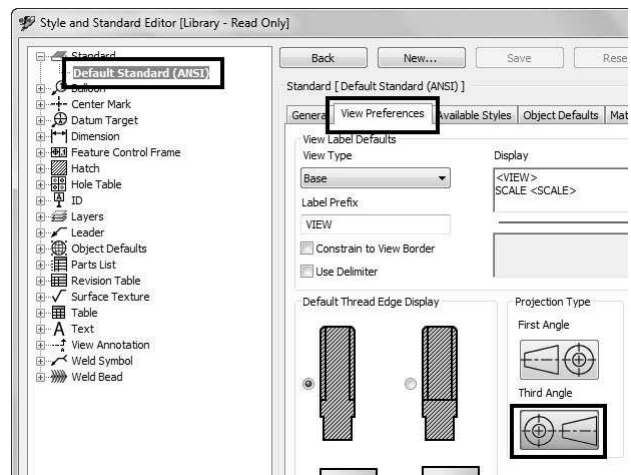 Style and Standard Editor [Library - Read Only]
Standard
Default Standard (ANSI)
Balloon
Center Mark
Datum Target
Dimension
Feature Control Frame
Hatch
Hole Table
ID
Layers
Leader
Object Defaults
Parts List
Revision Table
Surface Texture
Table
Text
View Annotation
Weld Symbol
Weld Bead
Back New... Save Rese
Standard [ Default Standard (ANSI) ]
Genera View Preferences Available Styles Object Defaults Mat
View Label Defaults
View Type Display
Base
<VIEW>
SCALE <SCALE>
Label Prefix
VIEW
Constrain to View Border
Use Delimiter
Default Thread Edge Display
Projection Type
First Angle
Third Angle